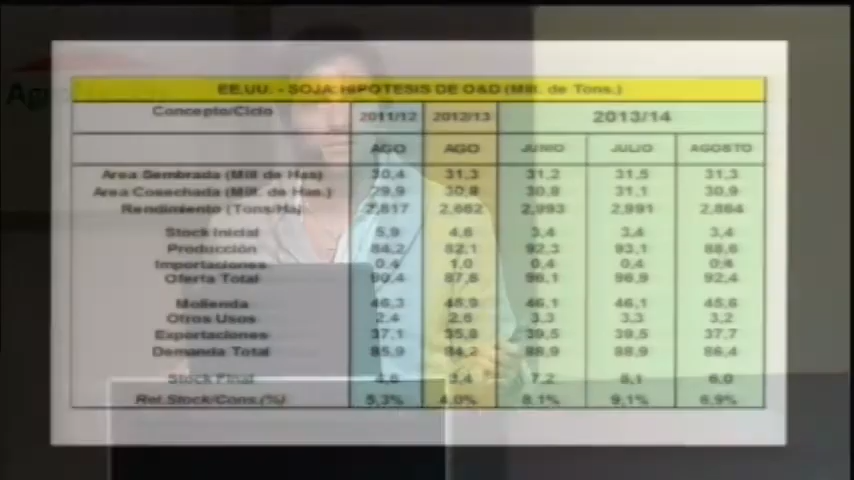 EE.UU. - SOJA: HIPOTESIS DE O&D (Mill. de Tons.)
Concepto/Ciclo 2011/12 2012/13 2013/14
AGO AGO JUNIO JULIO AGOSTO
Area Sembrada (Mill de Has) 30,4 31,3 31,2 31,5 31,3
Area Cosechada (Mill. de Has.) 29,9 30,8 30,8 31,1 30,9
Rendimiento (Tons/Ha) 2,817 2,662 2,993 2,991 2,864
Stock Inicial 5,9 4,6 3,4 3,4 3,4
Producción 84,2 82,1 92,3 93,1 88,6
Importaciones 0,4 1,0 0,4 0,4 0,4
Oferta Total 90,4 87,6 96,1 96,9 92,4
Molienda 46,3 45,9 46,1 46,1 45,6
Otros Usos 2,4 2,6 3,3 3,3 3,2
Exportaciones 37,1 35,8 39,5 39,5 37,7
Demanda Total 85,9 84,2 88,9 88,9 86,4
Stock Final 4,6 3,4 7,2 8,1 6,0
Rel.Stock/Cons.(%) 5,3% 4,0% 8,1% 9,1% 6,9%